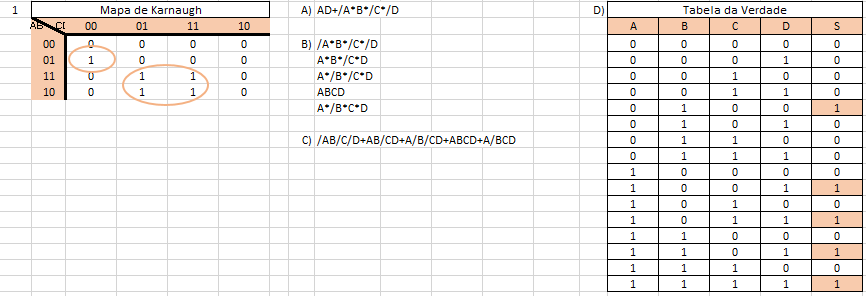 1
Mapa de Karnaugh
AB CD 00 01 11 10
00 0 0 0 0
01 1 0 0 0
11 0 1 1 0
10 0 1 1 0
A) AD+/A*B*/C*/D
B) /A*B*/C*/D
A*B*/C*D
A*/B*/C*D
ABCD
A*/B*C*D
C) /AB/C/D+AB/CD+A/B/CD+ABCD+A/BCD
D) Tabela da Verdade
A B C D S
0 0 0 0 0
0 0 0 1 0
0 0 1 0 0
0 0 1 1 0
0 1 0 0 1
0 1 0 1 0
0 1 1 0 0
0 1 1 1 0
1 0 0 0 0
1 0 0 1 1
1 0 1 0 0
1 0 1 1 1
1 1 0 0 0
1 1 0 1 1
1 1 1 0 0
1 1 1 1 1